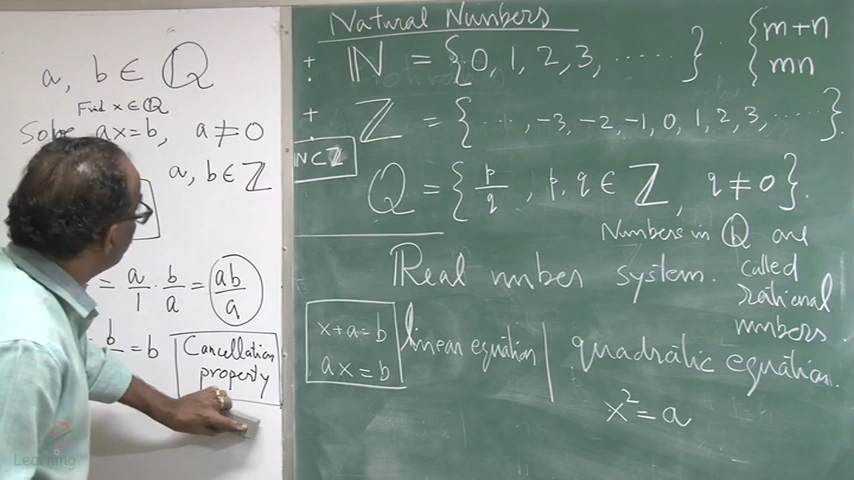 a, b ∈ ℚ
Find x ∈ ℚ
Solve ax=b, a ≠ 0
a, b ∈ ℤ
= a/1 · b/a = ab/a
b = b
Cancellation
property
Natural Numbers
+ · ℕ = {0, 1, 2, 3, ......} . { m+n
mn
+ · ℤ = {...., -3, -2, -1, 0, 1, 2, 3, .....}.
ℕ ⊂ ℤ
ℚ = { p/q , p, q ∈ ℤ, q ≠ 0}.
Numbers in ℚ are
called
rational
numbers
Real number system.
x+a=b
ax=b
linear equation
quadratic equation.
x²=a
Learning